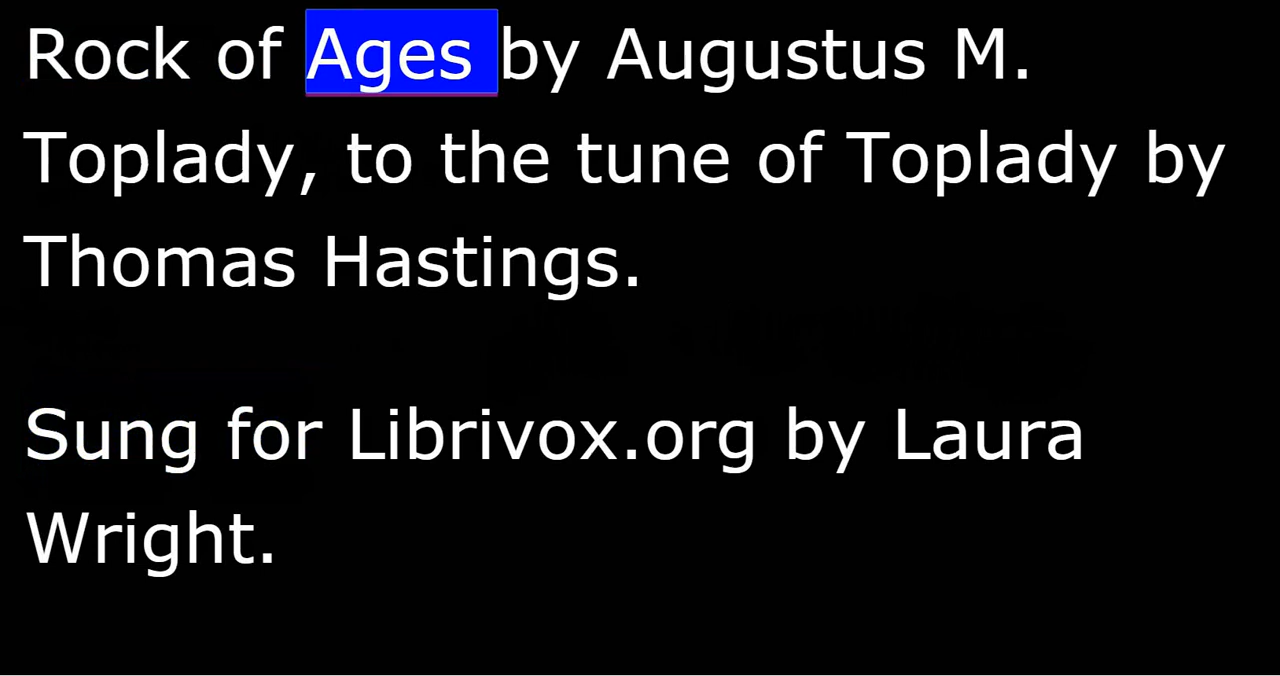 Rock of Ages by Augustus M.
Toplady, to the tune of Toplady by
Thomas Hastings.
Sung for Librivox.org by Laura
Wright.